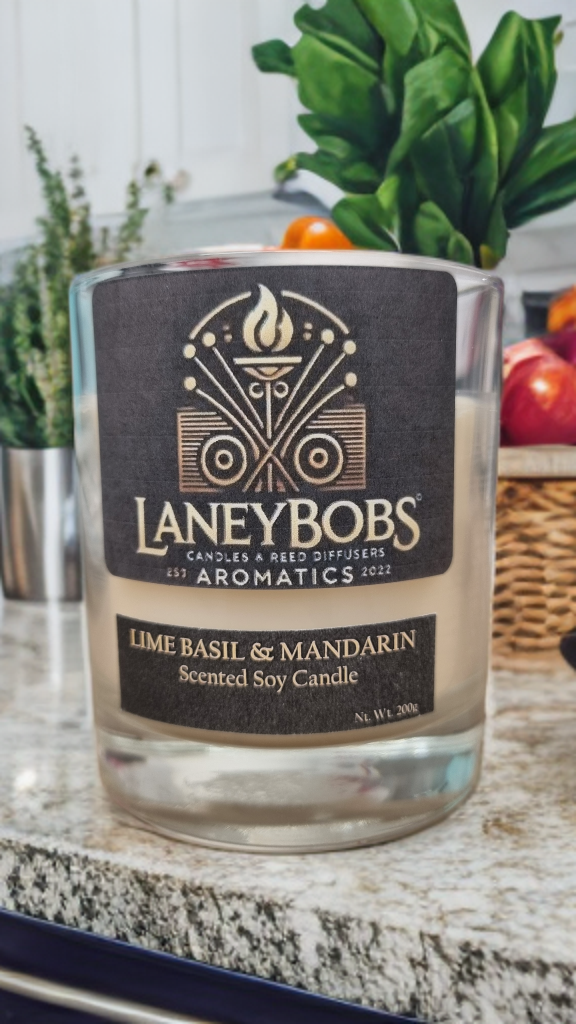 LANEYBOBS©
CANDLES & REED DIFFUSERS
EST AROMATICS 2022
LIME BASIL & MANDARIN
Scented Soy Candle
Nt. Wt. 200g